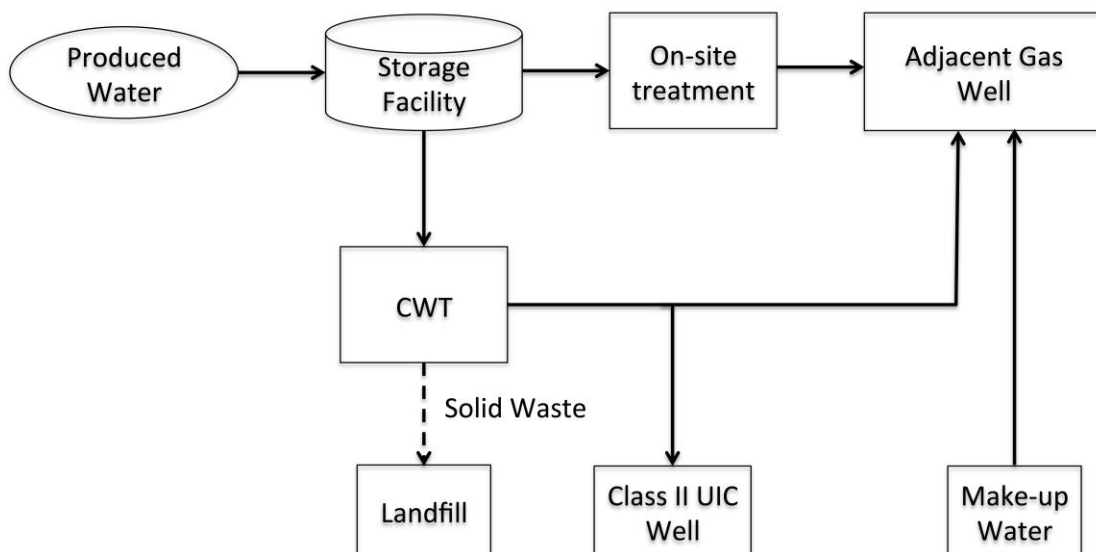 Produced
Water
Storage
Facility
On-site
treatment
Adjacent Gas
Well
CWT
Solid Waste
Landfill
Class II UIC
Well
Make-up
Water